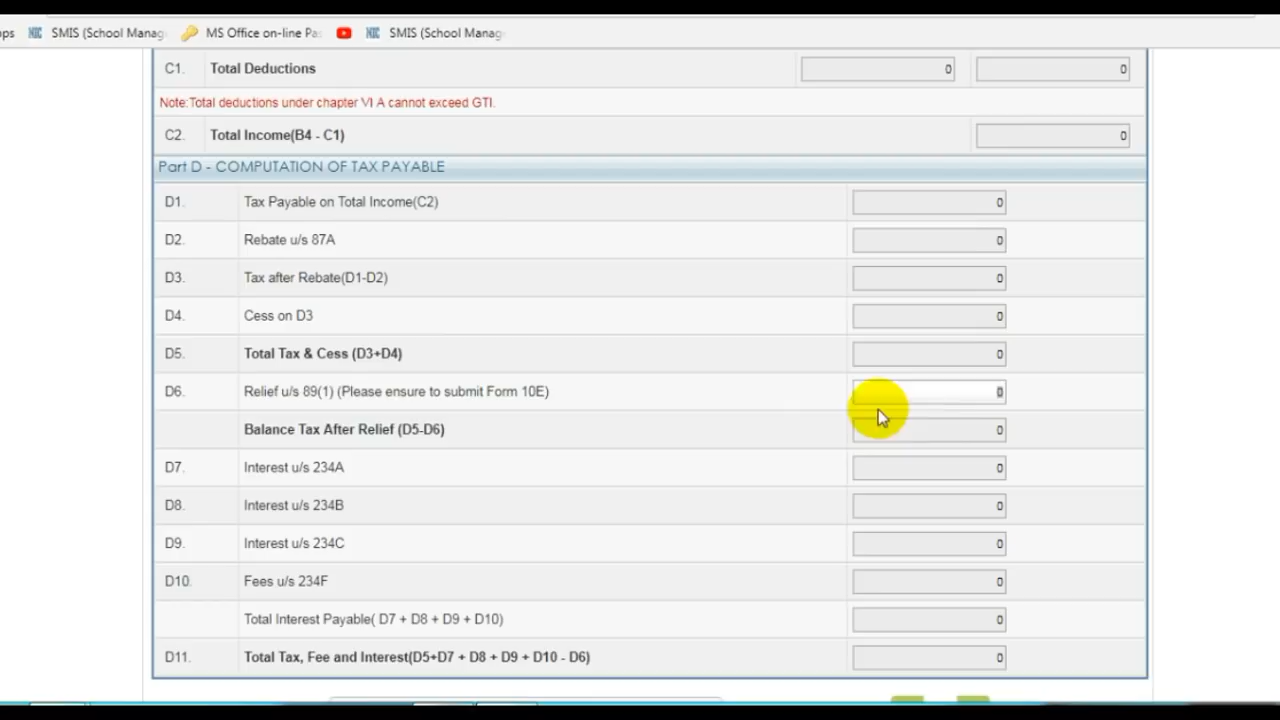 ps SMIS (School Manag MS Office on-line Pa SMIS (School Manag
C1. Total Deductions 0 0
Note:Total deductions under chapter VI A cannot exceed GTI.
C2. Total Income(B4 - C1) 0
Part D - COMPUTATION OF TAX PAYABLE
D1. Tax Payable on Total Income(C2) 0
D2. Rebate u/s 87A 0
D3. Tax after Rebate(D1-D2) 0
D4. Cess on D3 0
D5. Total Tax & Cess (D3+D4) 0
D6. Relief u/s 89(1) (Please ensure to submit Form 10E) 0
Balance Tax After Relief (D5-D6) 0
D7. Interest u/s 234A 0
D8. Interest u/s 234B 0
D9. Interest u/s 234C 0
D10. Fees u/s 234F 0
Total Interest Payable( D7 + D8 + D9 + D10) 0
D11. Total Tax, Fee and Interest(D5+D7 + D8 + D9 + D10 - D6) 0